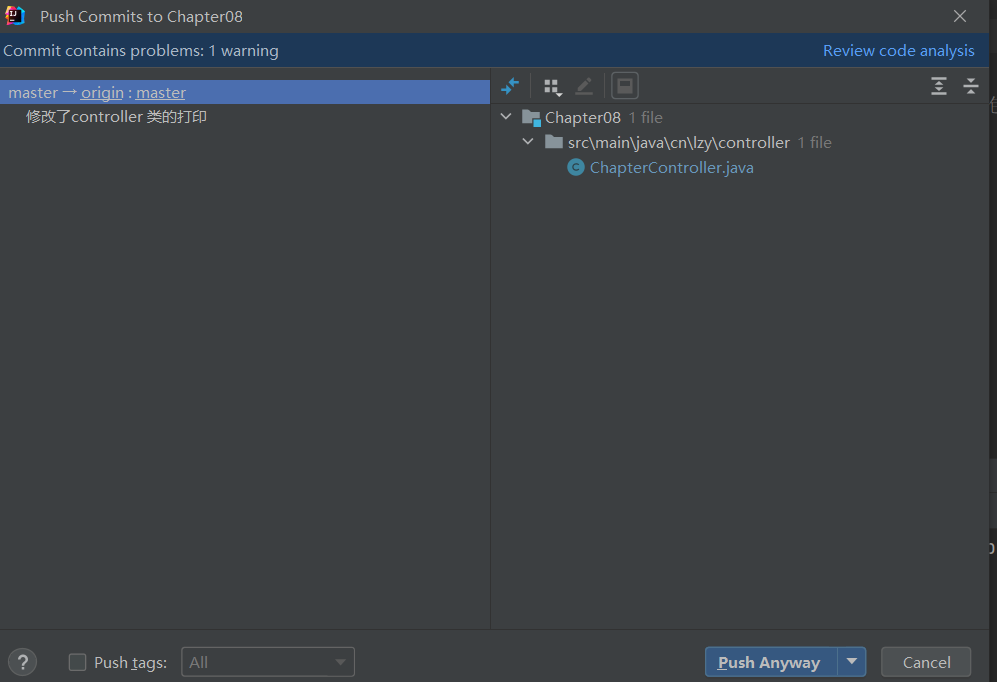 Push Commits to Chapter08
Commit contains problems: 1 warning
Review code analysis
master → origin : master
修改了controller 类的打印
Chapter08 1 file
src\main\java\cn\lzy\controller 1 file
ChapterController.java
? Push tags: All
Push Anyway
Cancel